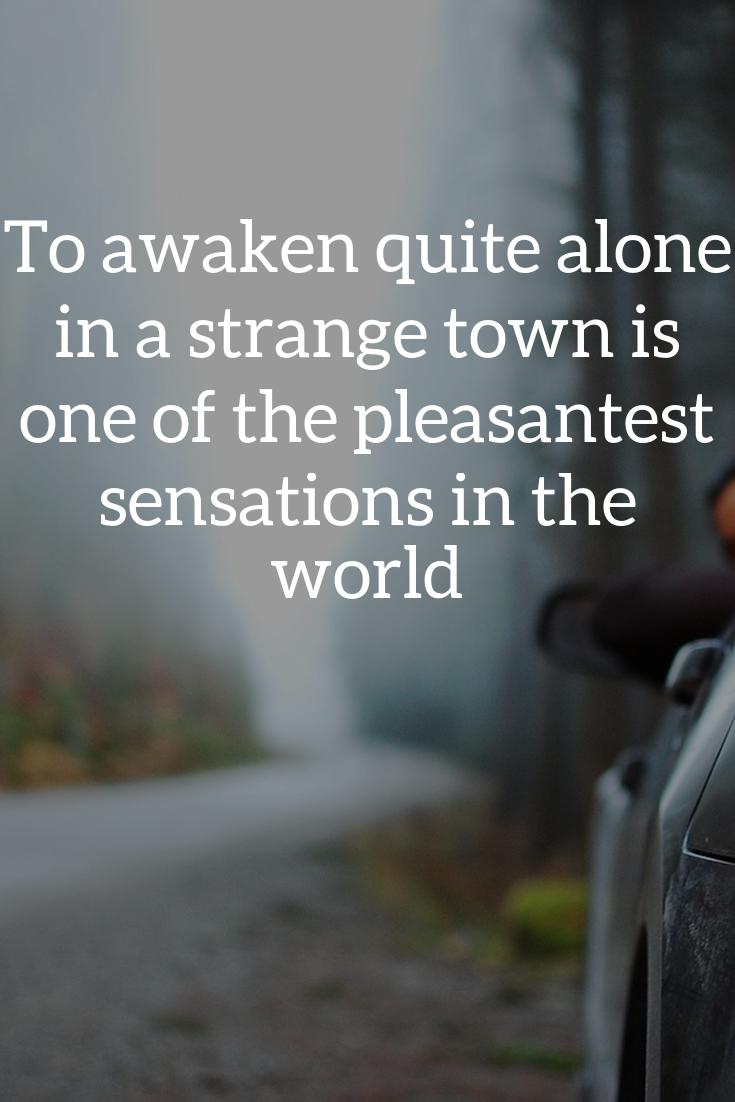 To awaken quite alone
in a strange town is
one of the pleasantest
sensations in the
world